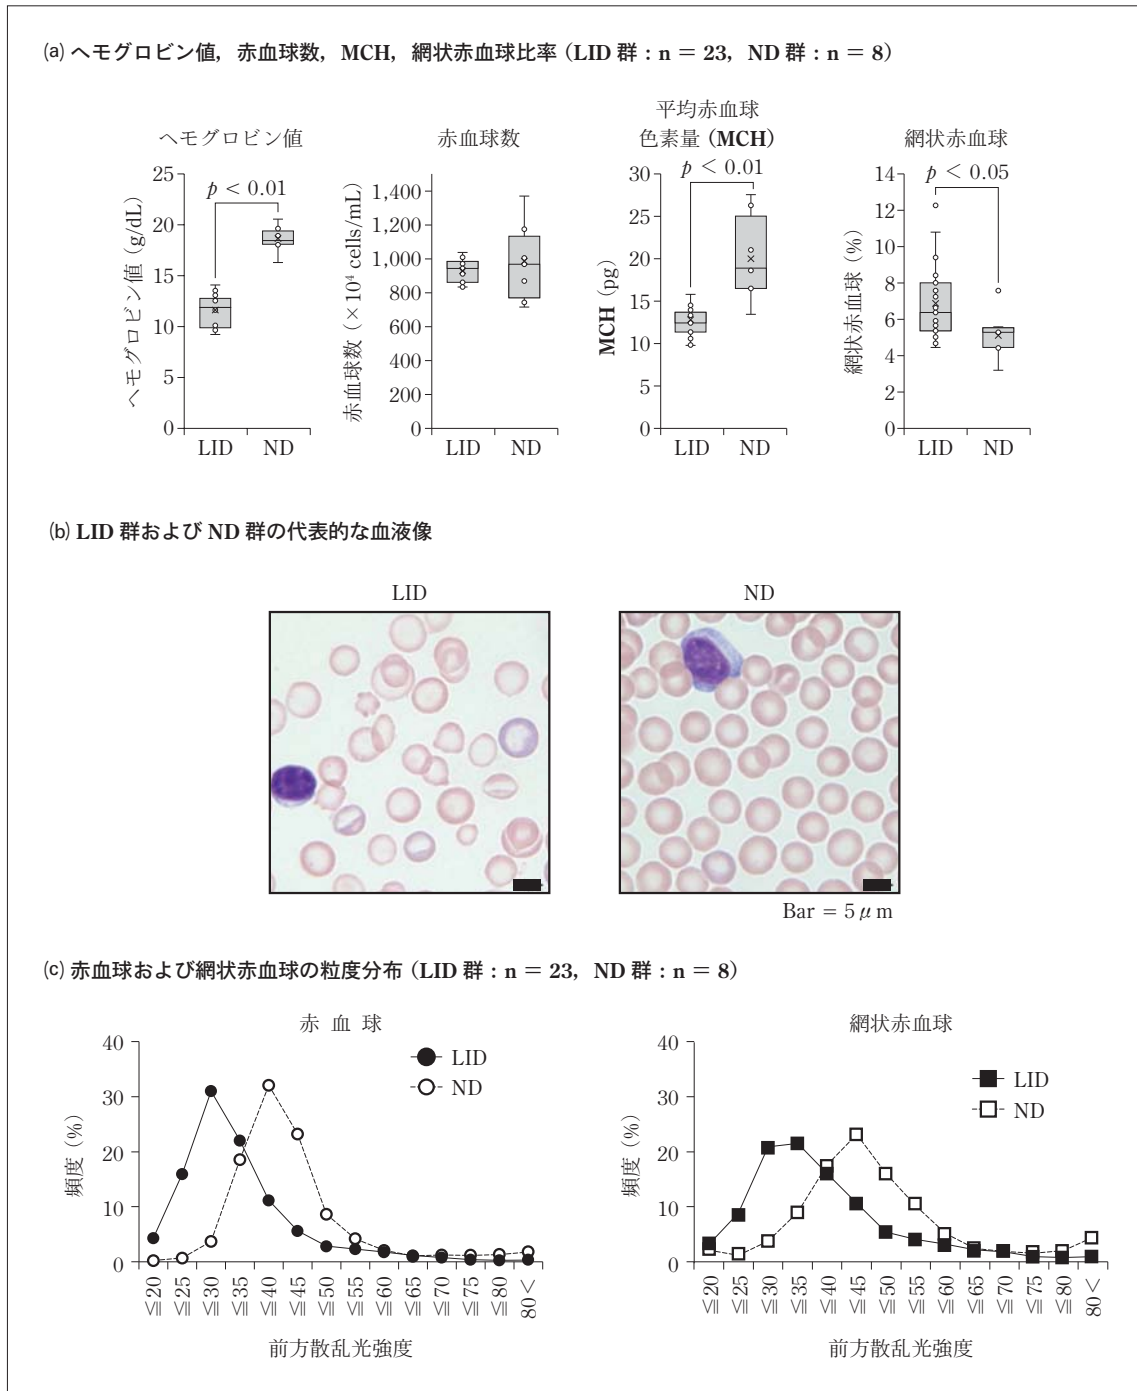 (a) ヘモグロビン値, 赤血球数, MCH, 網状赤血球比率 (LID 群 : n = 23, ND 群 : n = 8)
ヘモグロビン値
ヘモグロビン値 (g/dL)
25
20
15
10
5
0
p < 0.01
LID
ND
赤血球数
赤血球数 (×10⁴ cells/mL)
1,400
1,200
1,000
800
600
400
200
0
LID
ND
平均赤血球
色素量 (MCH)
MCH (pg)
30
25
20
15
10
5
0
p < 0.01
LID
ND
網状赤血球
網状赤血球 (%)
14
12
10
8
6
4
2
0
p < 0.05
LID
ND
(b) LID 群および ND 群の代表的な血液像
LID
ND
Bar = 5 μm
(c) 赤血球および網状赤血球の粒度分布 (LID 群 : n = 23, ND 群 : n = 8)
赤 血 球
頻度 (%)
40
30
20
10
0
LID
ND
≦20
≦25
≦30
≦35
≦40
≦45
≦50
≦55
≦60
≦65
≦70
≦75
≦80
80<
前方散乱光強度
網状赤血球
頻度 (%)
40
30
20
10
0
LID
ND
≦20
≦25
≦30
≦35
≦40
≦45
≦50
≦55
≦60
≦65
≦70
≦75
≦80
80<
前方散乱光強度